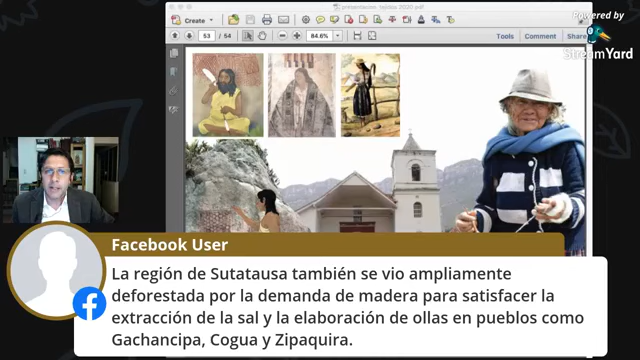 presentacion tejidos 2020.pdf
Create
53 / 54
84.6%
Tools
Comment
Share
Powered by
StreamYard
Facebook User
La región de Sutatausa también se vio ampliamente
deforestada por la demanda de madera para satisfacer la
extracción de la sal y la elaboración de ollas en pueblos como
Gachancipa, Cogua y Zipaquira.